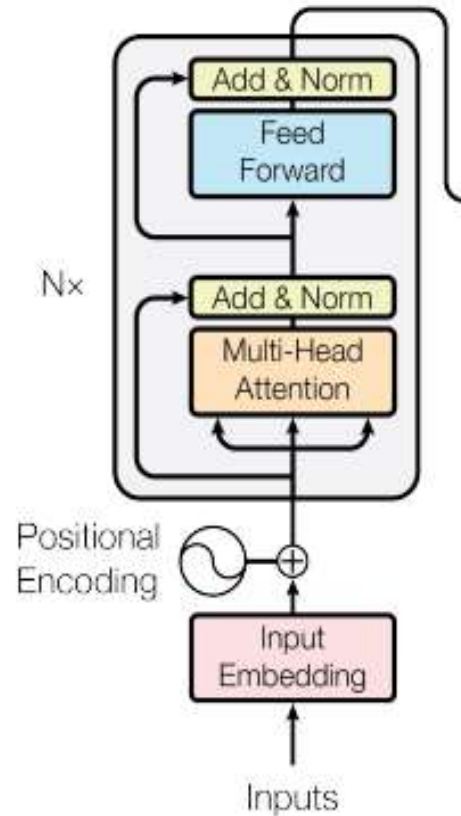 Add & Norm
Feed
Forward
Nx
Add & Norm
Multi-Head
Attention
Positional
Encoding
Input
Embedding
Inputs